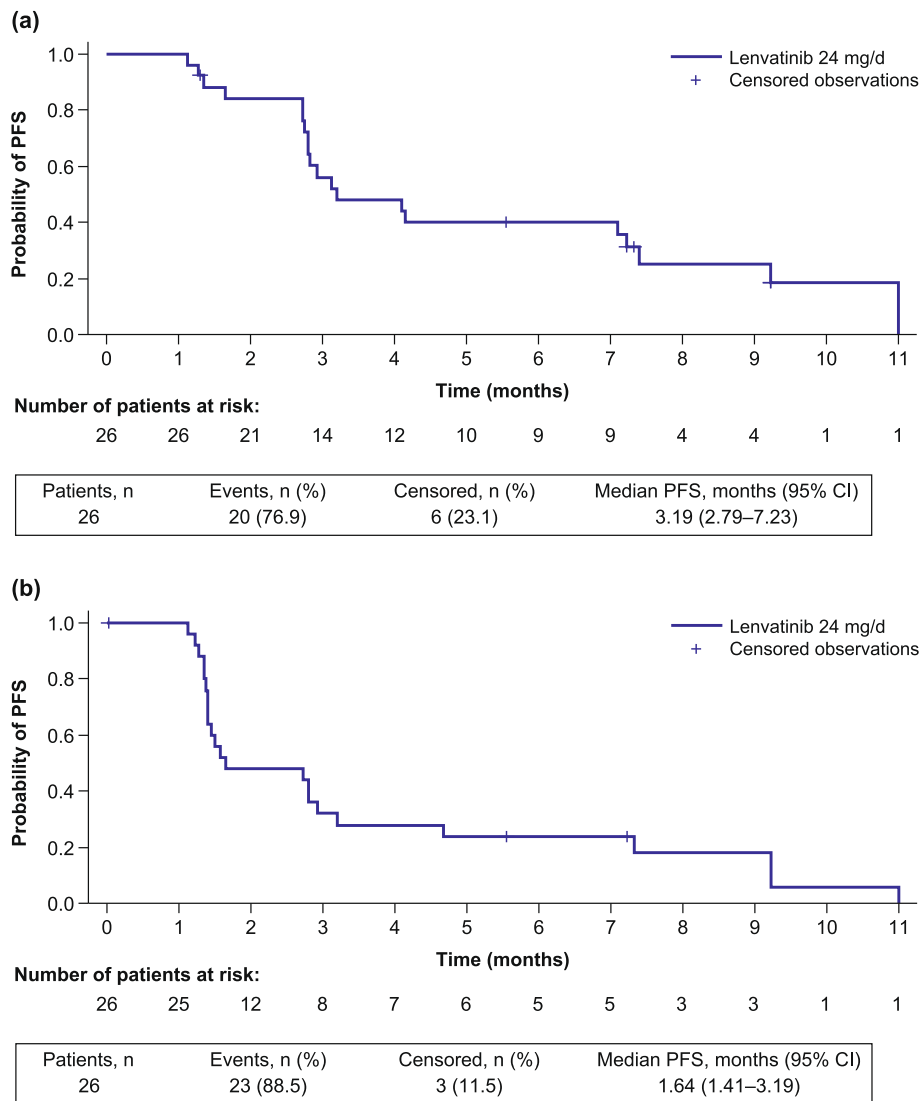 (a)
1.0
0.8
0.6
0.4
0.2
0.0
Probability of PFS
Lenvatinib 24 mg/d
Censored observations
0 1 2 3 4 5 6 7 8 9 10 11
Time (months)
Number of patients at risk:
26 26 21 14 12 10 9 9 4 4 1 1
Patients, n Events, n (%) Censored, n (%) Median PFS, months (95% CI)
26 20 (76.9) 6 (23.1) 3.19 (2.79–7.23)
(b)
1.0
0.8
0.6
0.4
0.2
0.0
Probability of PFS
Lenvatinib 24 mg/d
Censored observations
0 1 2 3 4 5 6 7 8 9 10 11
Time (months)
Number of patients at risk:
26 25 12 8 7 6 5 5 3 3 1 1
Patients, n Events, n (%) Censored, n (%) Median PFS, months (95% CI)
26 23 (88.5) 3 (11.5) 1.64 (1.41–3.19)